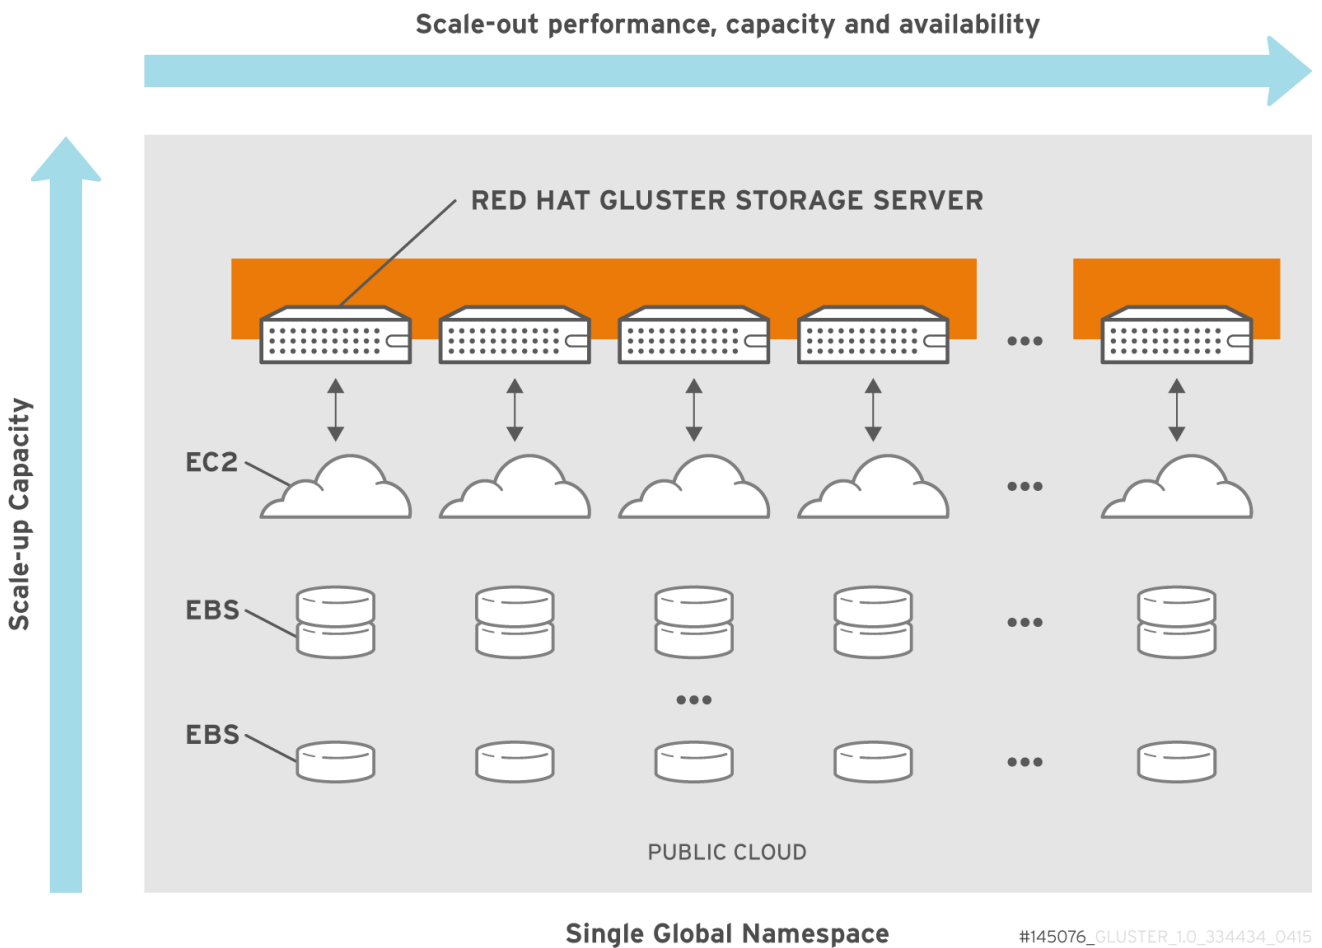 Scale-out performance, capacity and availability
Scale-up Capacity
RED HAT GLUSTER STORAGE SERVER
EC2
EBS
EBS
PUBLIC CLOUD
Single Global Namespace
#145076_GLUSTER_1.0_334434_0415